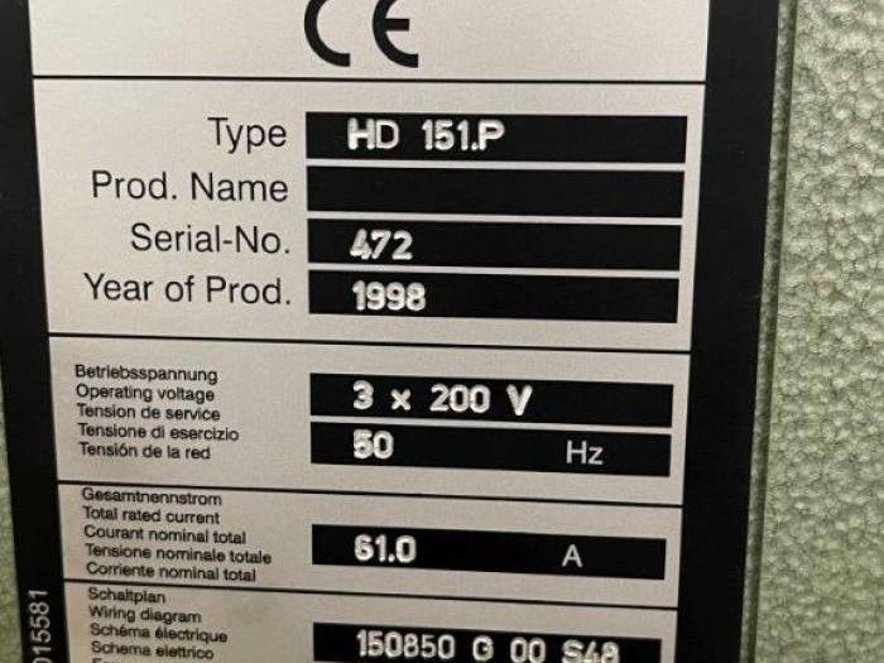 CE
Type HD 151.P
Prod. Name
Serial-No. 472
Year of Prod. 1998
Betriebsspannung
Operating voltage
Tension de service
Tensione di esercizio
Tensión de la red
3 x 200 V
50 Hz
Gesamtnennstrom
Total rated current
Courant nominal total
Tensione nominale totale
Corriente nominal total
61.0 A
Schaltplan
Wiring diagram
Schéma électrique
Schema elettrico
150850 G 00 S48
015581